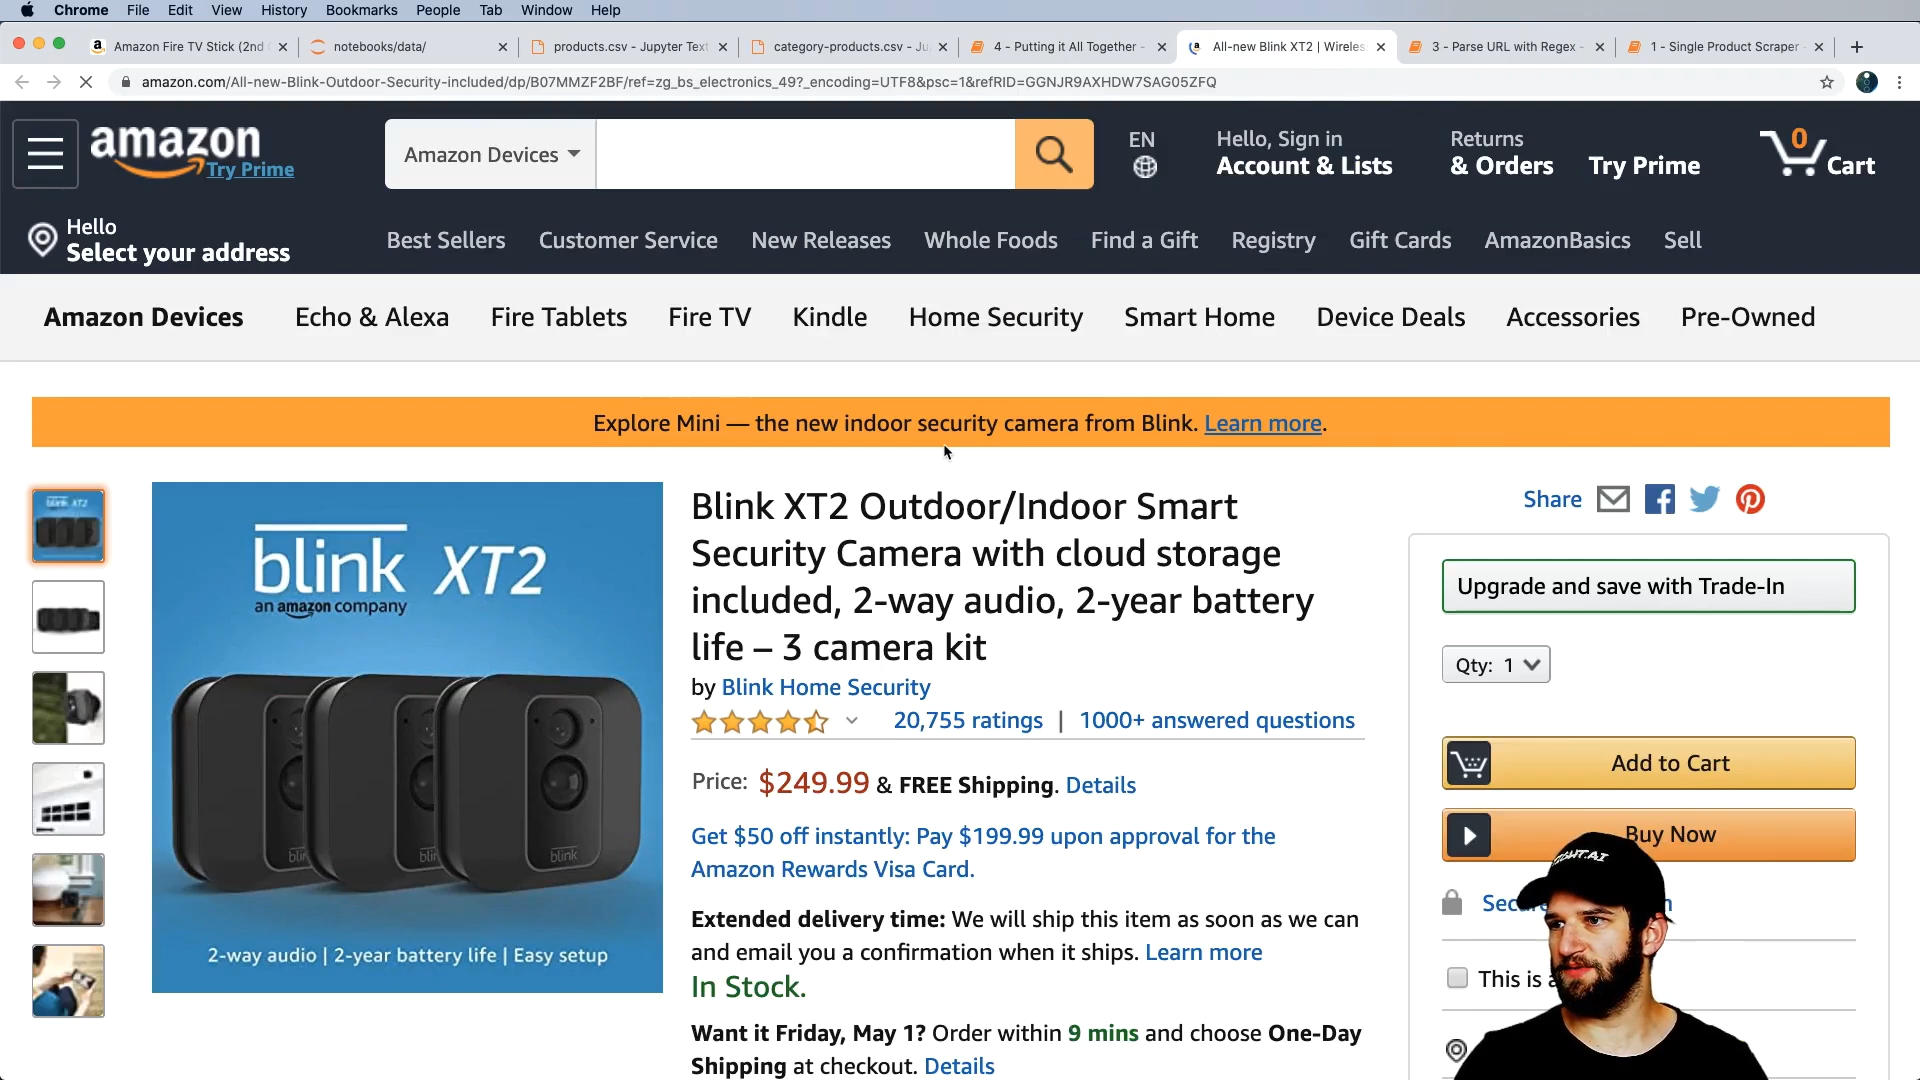 Chrome File Edit View History Bookmarks People Tab Window Help
Amazon Fire TV Stick (2nd
notebooks/data/
products.csv - Jupyter Text
category-products.csv - Ju
4 - Putting it All Together -
All-new Blink XT2 | Wireles
3 - Parse URL with Regex -
1 - Single Product Scraper
amazon.com/All-new-Blink-Outdoor-Security-included/dp/B07MMZF2BF/ref=zg_bs_electronics_49?_encoding=UTF8&psc=1&refRID=GGNJR9AXHDW7SAG05ZFQ
amazon
Try Prime
Amazon Devices
EN
Hello, Sign in
Account & Lists
Returns
& Orders
Try Prime
0
Cart
Hello
Select your address
Best Sellers Customer Service New Releases Whole Foods Find a Gift Registry Gift Cards AmazonBasics Sell
Amazon Devices Echo & Alexa Fire Tablets Fire TV Kindle Home Security Smart Home Device Deals Accessories Pre-Owned
Explore Mini — the new indoor security camera from Blink. Learn more.
blink XT2
an amazon company
blink
2-way audio | 2-year battery life | Easy setup
Blink XT2 Outdoor/Indoor Smart
Security Camera with cloud storage
included, 2-way audio, 2-year battery
life – 3 camera kit
by Blink Home Security
20,755 ratings | 1000+ answered questions
Price: $249.99 & FREE Shipping. Details
Get $50 off instantly: Pay $199.99 upon approval for the
Amazon Rewards Visa Card.
Extended delivery time: We will ship this item as soon as we can
and email you a confirmation when it ships. Learn more
In Stock.
Want it Friday, May 1? Order within 9 mins and choose One-Day
Shipping at checkout. Details
Share
Upgrade and save with Trade-In
Qty: 1
Add to Cart
Buy Now
This is